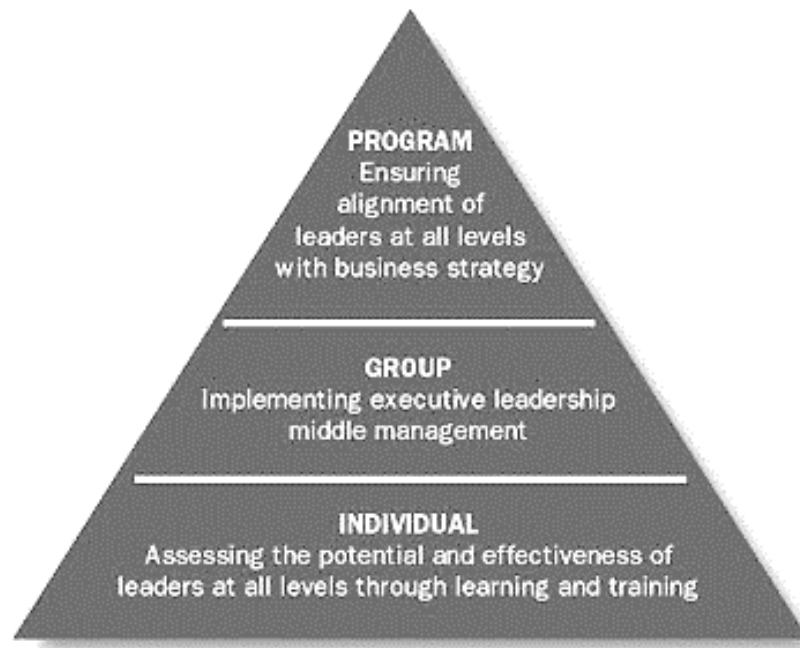 PROGRAM
Ensuring
alignment of
leaders at all levels
with business strategy
GROUP
Implementing executive leadership
middle management
INDIVIDUAL
Assessing the potential and effectiveness of
leaders at all levels through learning and training